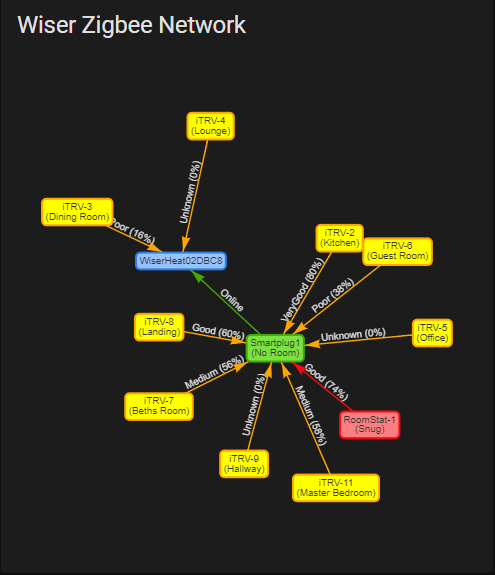 Wiser Zigbee Network
iTRV-4
(Lounge)
Unknown (0%)
iTRV-3
(Dining Room)
Poor (16%)
WiserHeat02DBC8
iTRV-2
(Kitchen)
iTRV-6
(Guest Room)
VeryGood (80%)
Poor (38%)
Online
iTRV-8
(Landing)
Good (60%)
Smartplug1
(No Room)
Unknown (0%)
iTRV-5
(Office)
Medium (56%)
Good (74%)
iTRV-7
(Beths Room)
Unknown (0%)
Medium (58%)
RoomStat-1
(Snug)
iTRV-9
(Hallway)
iTRV-11
(Master Bedroom)